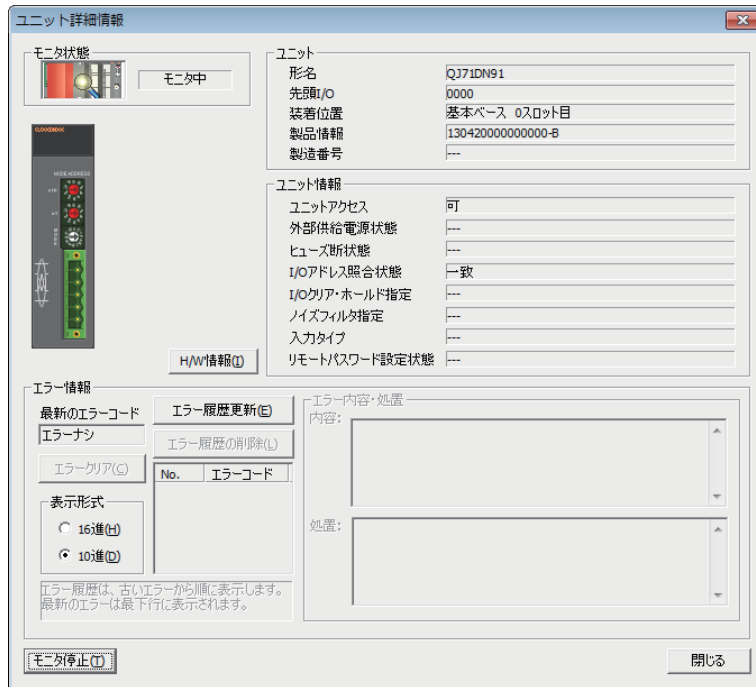 ユニット詳細情報
モニタ状態
モニタ中
NODE ADDRESS
x10
x1
MODE
H/W情報(I)
ユニット
形名 QJ71DN91
先頭I/O 0000
装着位置 基本ベース 0スロット目
製品情報 130420000000000-B
製造番号 ---
ユニット情報
ユニットアクセス 可
外部供給電源状態 ---
ヒューズ断状態 ---
I/Oアドレス照合状態 一致
I/Oクリア・ホールド指定 ---
ノイズフィルタ指定 ---
入力タイプ ---
リモートパスワード設定状態 ---
エラー情報
最新のエラーコード
エラーナシ
エラークリア(C)
表示形式
16進(H)
10進(D)
エラー履歴更新(E)
エラー履歴の削除(L)
No. エラーコード
エラー履歴は、古いエラーから順に表示します。
最新のエラーは最下行に表示されます。
エラー内容・処置
内容:
処置:
モニタ停止(T)
閉じる